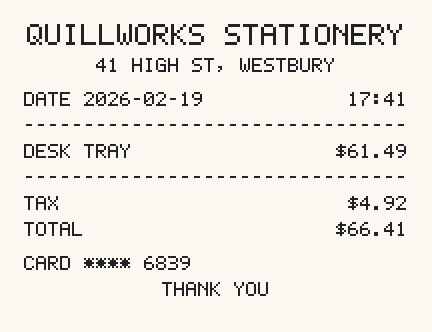 QUILLWORKS STATIONERY
41 HIGH ST, WESTBURY
DATE 2026-02-19 17:41
--------------------------------
DESK TRAY $61.49
--------------------------------
TAX $4.92
TOTAL $66.41
CARD **** 6839
THANK YOU